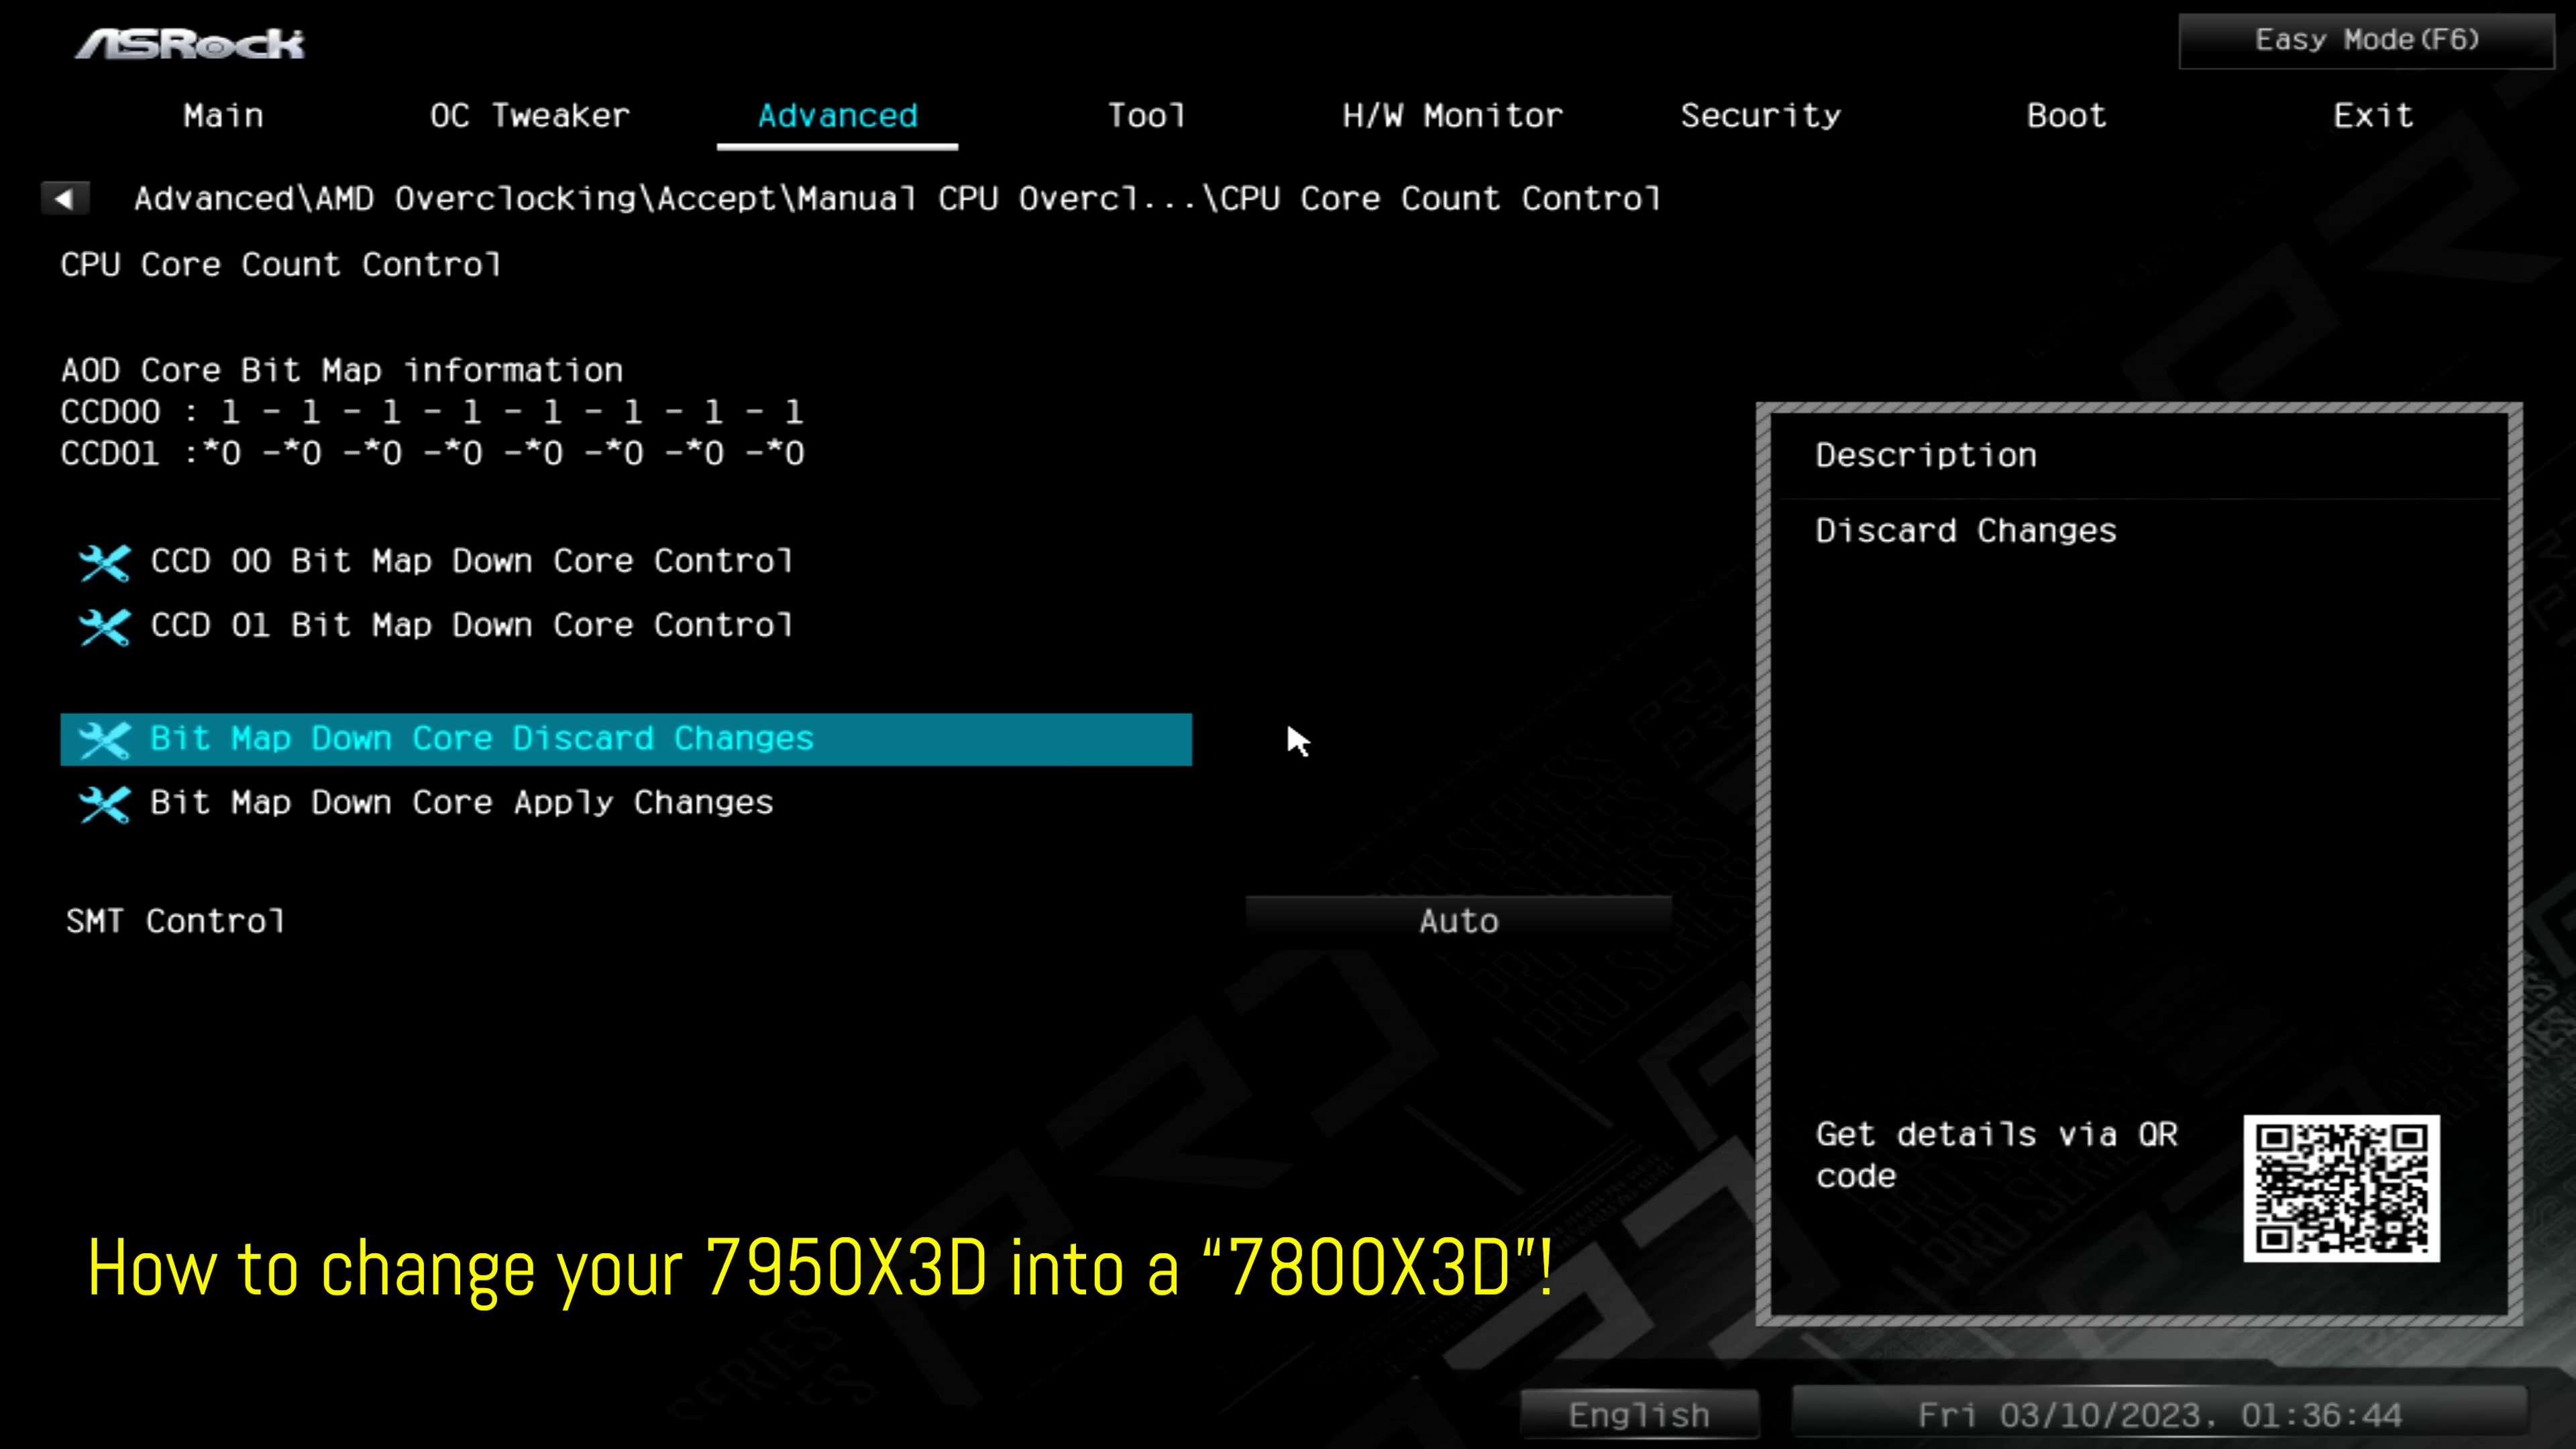 ASRock
Easy Mode(F6)
Main OC Tweaker Advanced Tool H/W Monitor Security Boot Exit
Advanced\AMD Overclocking\Accept\Manual CPU Overcl...\CPU Core Count Control
CPU Core Count Control
AOD Core Bit Map information
CCD00 : 1 - 1 - 1 - 1 - 1 - 1 - 1 - 1
CCD01 :*0 -*0 -*0 -*0 -*0 -*0 -*0 -*0
CCD 00 Bit Map Down Core Control
CCD 01 Bit Map Down Core Control
Bit Map Down Core Discard Changes
Bit Map Down Core Apply Changes
SMT Control Auto
Description
Discard Changes
Get details via QR
code
How to change your 7950X3D into a “7800X3D”!
English
Fri 03/10/2023, 01:36:44